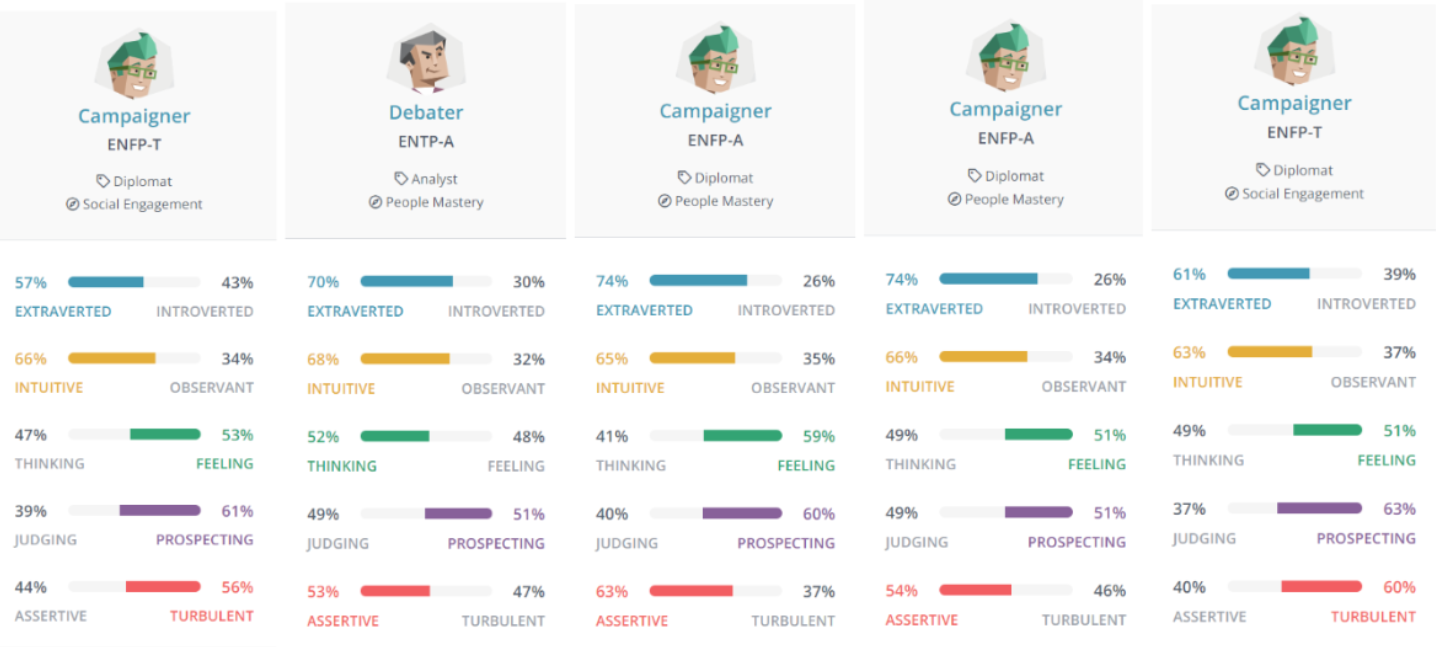 Campaigner
ENFP-T
Diplomat
Social Engagement
57% 43%
EXTRAVERTED INTROVERTED
66% 34%
INTUITIVE OBSERVANT
47% 53%
THINKING FEELING
39% 61%
JUDGING PROSPECTING
44% 56%
ASSERTIVE TURBULENT
Debater
ENTP-A
Analyst
People Mastery
70% 30%
EXTRAVERTED INTROVERTED
68% 32%
INTUITIVE OBSERVANT
52% 48%
THINKING FEELING
49% 51%
JUDGING PROSPECTING
53% 47%
ASSERTIVE TURBULENT
Campaigner
ENFP-A
Diplomat
People Mastery
74% 26%
EXTRAVERTED INTROVERTED
65% 35%
INTUITIVE OBSERVANT
41% 59%
THINKING FEELING
40% 60%
JUDGING PROSPECTING
63% 37%
ASSERTIVE TURBULENT
Campaigner
ENFP-A
Diplomat
People Mastery
74% 26%
EXTRAVERTED INTROVERTED
66% 34%
INTUITIVE OBSERVANT
49% 51%
THINKING FEELING
49% 51%
JUDGING PROSPECTING
54% 46%
ASSERTIVE TURBULENT
Campaigner
ENFP-T
Diplomat
Social Engagement
61% 39%
EXTRAVERTED INTROVERTED
63% 37%
INTUITIVE OBSERVANT
49% 51%
THINKING FEELING
37% 63%
JUDGING PROSPECTING
40% 60%
ASSERTIVE TURBULENT